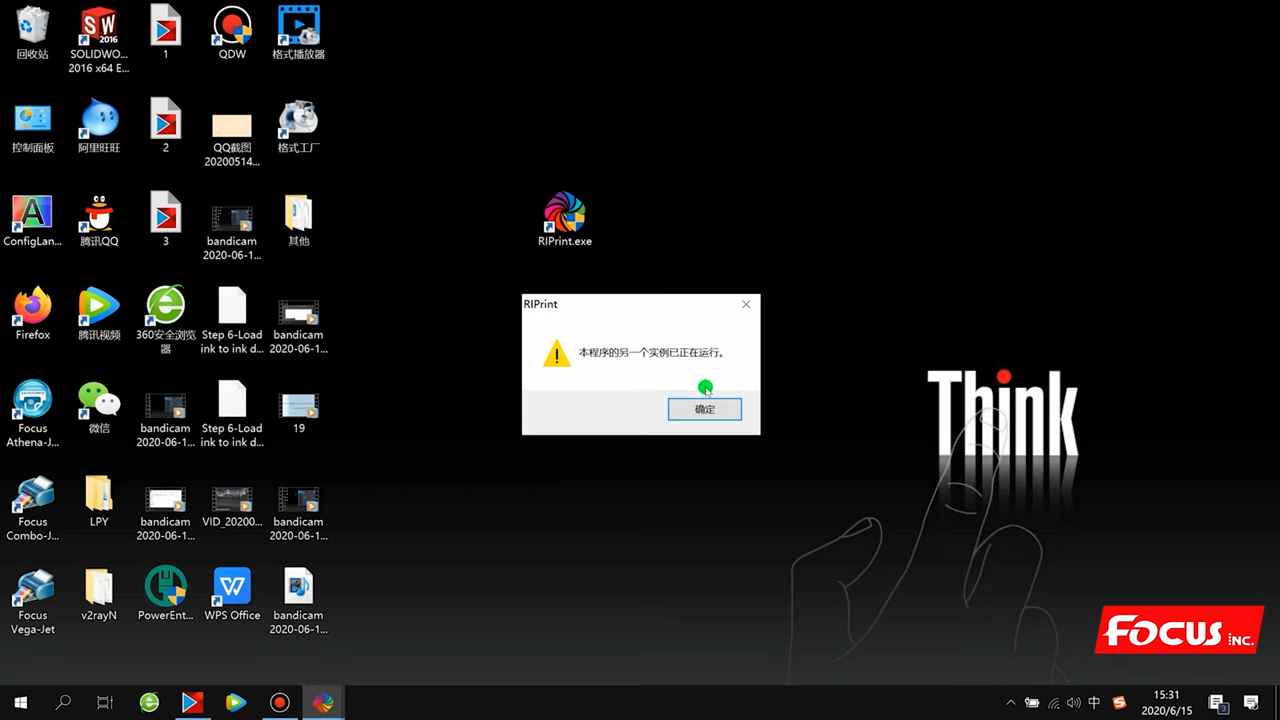 回收站
SOLIDWO...
2016 x64 E...
1
QDW
格式播放器
控制面板
阿里旺旺
2
QQ截图
20200514...
格式工厂
ConfigLan...
腾讯QQ
3
bandicam
2020-06-1...
其他
RIPrint.exe
Firefox
腾讯视频
360安全浏览
器
Step 6-Load
ink to ink d...
bandicam
2020-06-1...
RIPrint
本程序的另一个实例已正在运行。
确定
Focus
Athena-J...
微信
bandicam
2020-06-1...
Step 6-Load
ink to ink d...
19
Think
Focus
Combo-J...
LPY
bandicam
2020-06-1...
VID_20200...
bandicam
2020-06-1...
Focus
Vega-Jet
v2rayN
PowerEnt...
WPS Office
bandicam
2020-06-1...
FOCUS INC.
中
15:31
2020/6/15
3